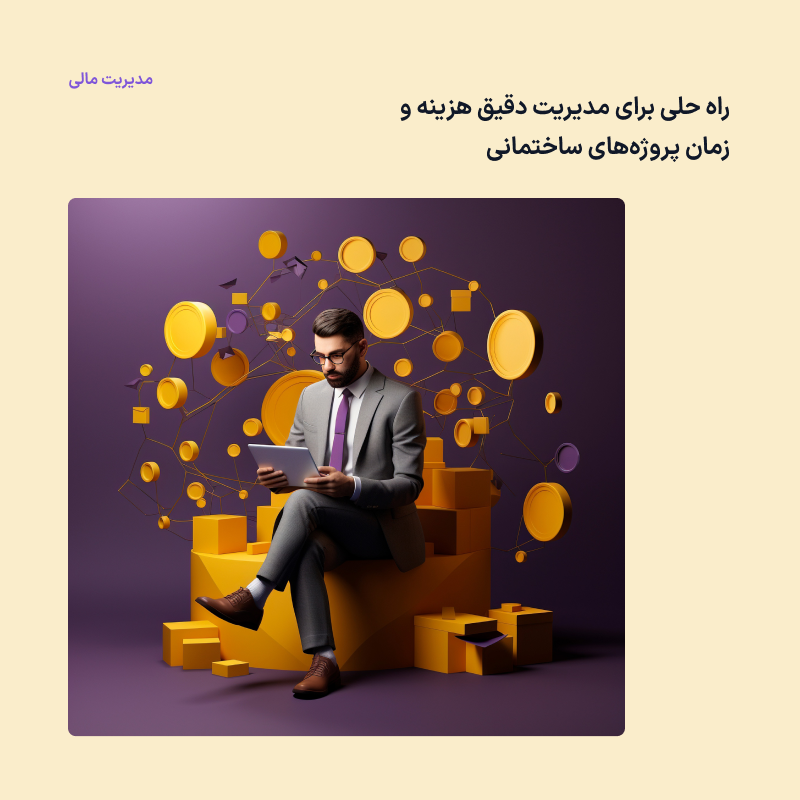 مدیریت مالی
راه حلی برای مدیریت دقیق هزینه و
زمان پروژه‌های ساختمانی